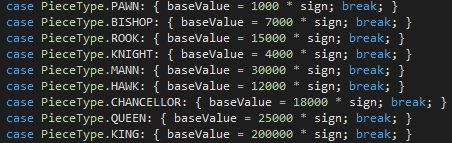 case PieceType.PAWN: { baseValue = 1000 * sign; break; }
case PieceType.BISHOP: { baseValue = 7000 * sign; break; }
case PieceType.ROOK: { baseValue = 15000 * sign; break; }
case PieceType.KNIGHT: { baseValue = 4000 * sign; break; }
case PieceType.MANN: { baseValue = 30000 * sign; break; }
case PieceType.HAWK: { baseValue = 12000 * sign; break; }
case PieceType.CHANCELLOR: { baseValue = 18000 * sign; break; }
case PieceType.QUEEN: { baseValue = 25000 * sign; break; }
case PieceType.KING: { baseValue = 200000 * sign; break; }